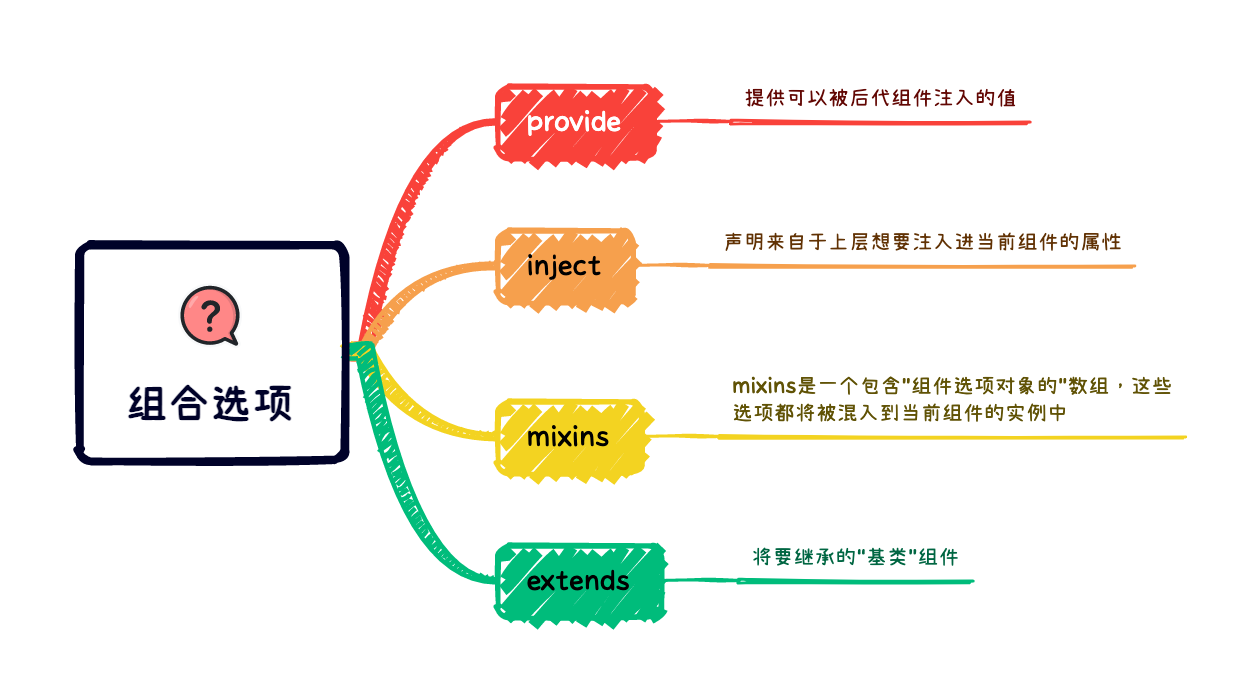 组合选项
provide
提供可以被后代组件注入的值
inject
声明来自于上层想要注入进当前组件的属性
mixins
mixins是一个包含"组件选项对象的"数组，这些
选项都将被混入到当前组件的实例中
extends
将要继承的"基类"组件